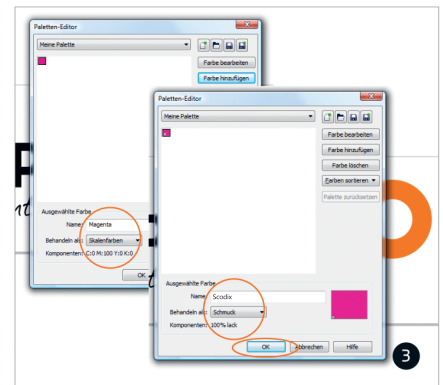 Paletten-Editor
Meine Palette
Farbe bearbeiten
Farbe hinzufügen
Ausgewählte Farbe
Name: Magenta
Behandeln als: Skalenfarben
Komponenten: C:0 M:100 Y:0 K:0
OK
Paletten-Editor
Meine Palette
Farbe bearbeiten
Farbe hinzufügen
Farbe löschen
Farben sortieren
Palette zurücksetzen
Ausgewählte Farbe
Name: Scodix
Behandeln als: Schmuck
Komponenten: 100% lack
OK Abbrechen Hilfe
3